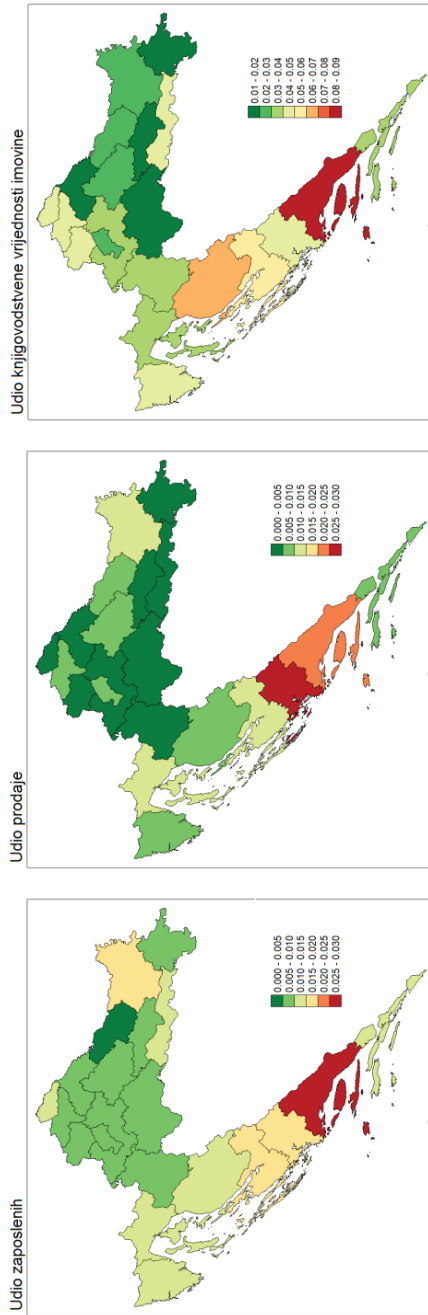 Udio zaposlenih
0.000 - 0.005
0.005 - 0.010
0.010 - 0.015
0.015 - 0.020
0.020 - 0.025
0.025 - 0.030
Udio prodaje
0.000 - 0.005
0.005 - 0.010
0.010 - 0.015
0.015 - 0.020
0.020 - 0.025
0.025 - 0.030
Udio knjigovodstvene vrijednosti imovine
0.01 - 0.02
0.02 - 0.03
0.03 - 0.04
0.04 - 0.05
0.05 - 0.06
0.06 - 0.07
0.07 - 0.08
0.08 - 0.09